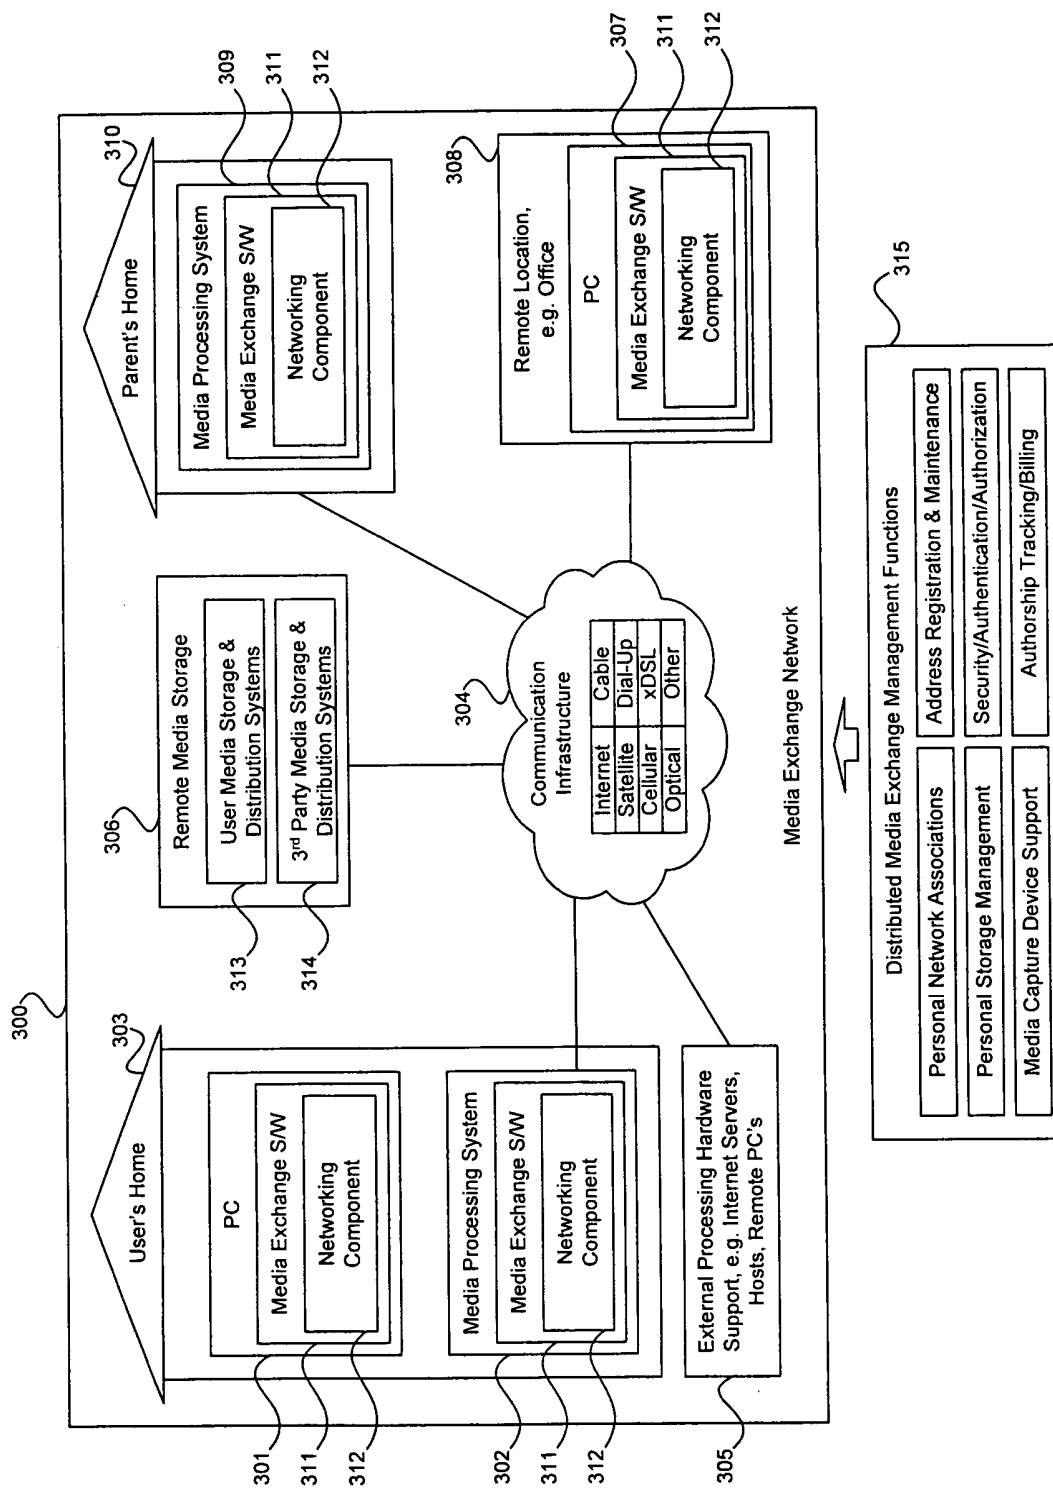 300
303
User's Home
PC
Media Exchange S/W
Networking
Component
301
311
312
Media Processing System
Media Exchange S/W
Networking
Component
302
311
312
External Processing Hardware
Support, e.g. Internet Servers,
Hosts, Remote PC's
305
306
Remote Media Storage
User Media Storage &
Distribution Systems
3rd Party Media Storage &
Distribution Systems
313
314
304
Communication
Infrastructure
Internet Cable
Satellite Dial-Up
Cellular xDSL
Optical Other
310
Parent's Home
Media Processing System
Media Exchange S/W
Networking
Component
309
311
312
308
Remote Location,
e.g. Office
PC
Media Exchange S/W
Networking
Component
307
311
312
Media Exchange Network
315
Distributed Media Exchange Management Functions
Personal Network Associations
Address Registration & Maintenance
Personal Storage Management
Security/Authentication/Authorization
Media Capture Device Support
Authorship Tracking/Billing